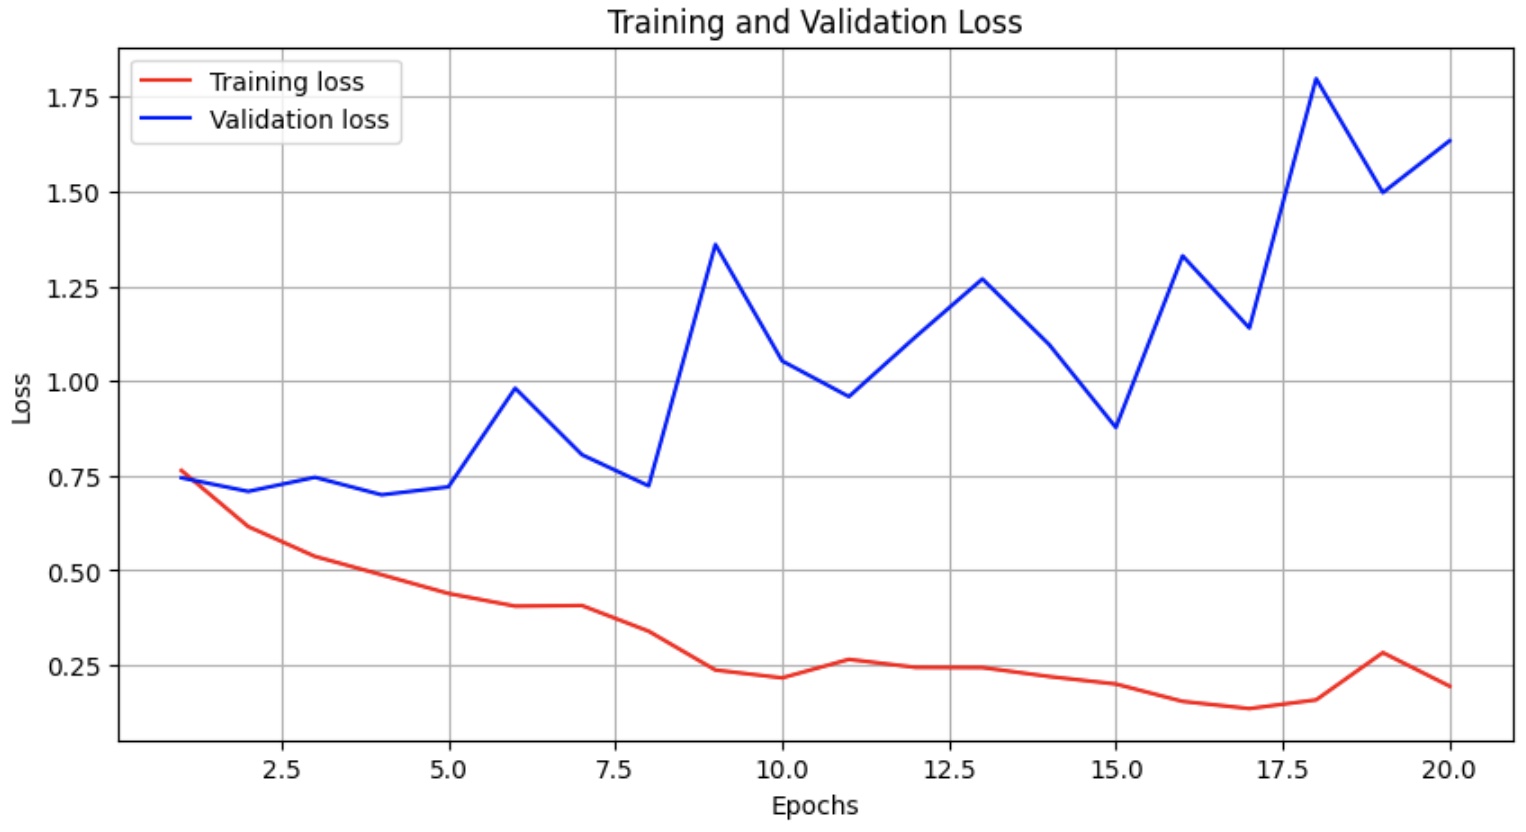 Training and Validation Loss
Training loss
Validation loss
1.75
1.50
1.25
1.00
0.75
0.50
0.25
Loss
2.5 5.0 7.5 10.0 12.5 15.0 17.5 20.0
Epochs